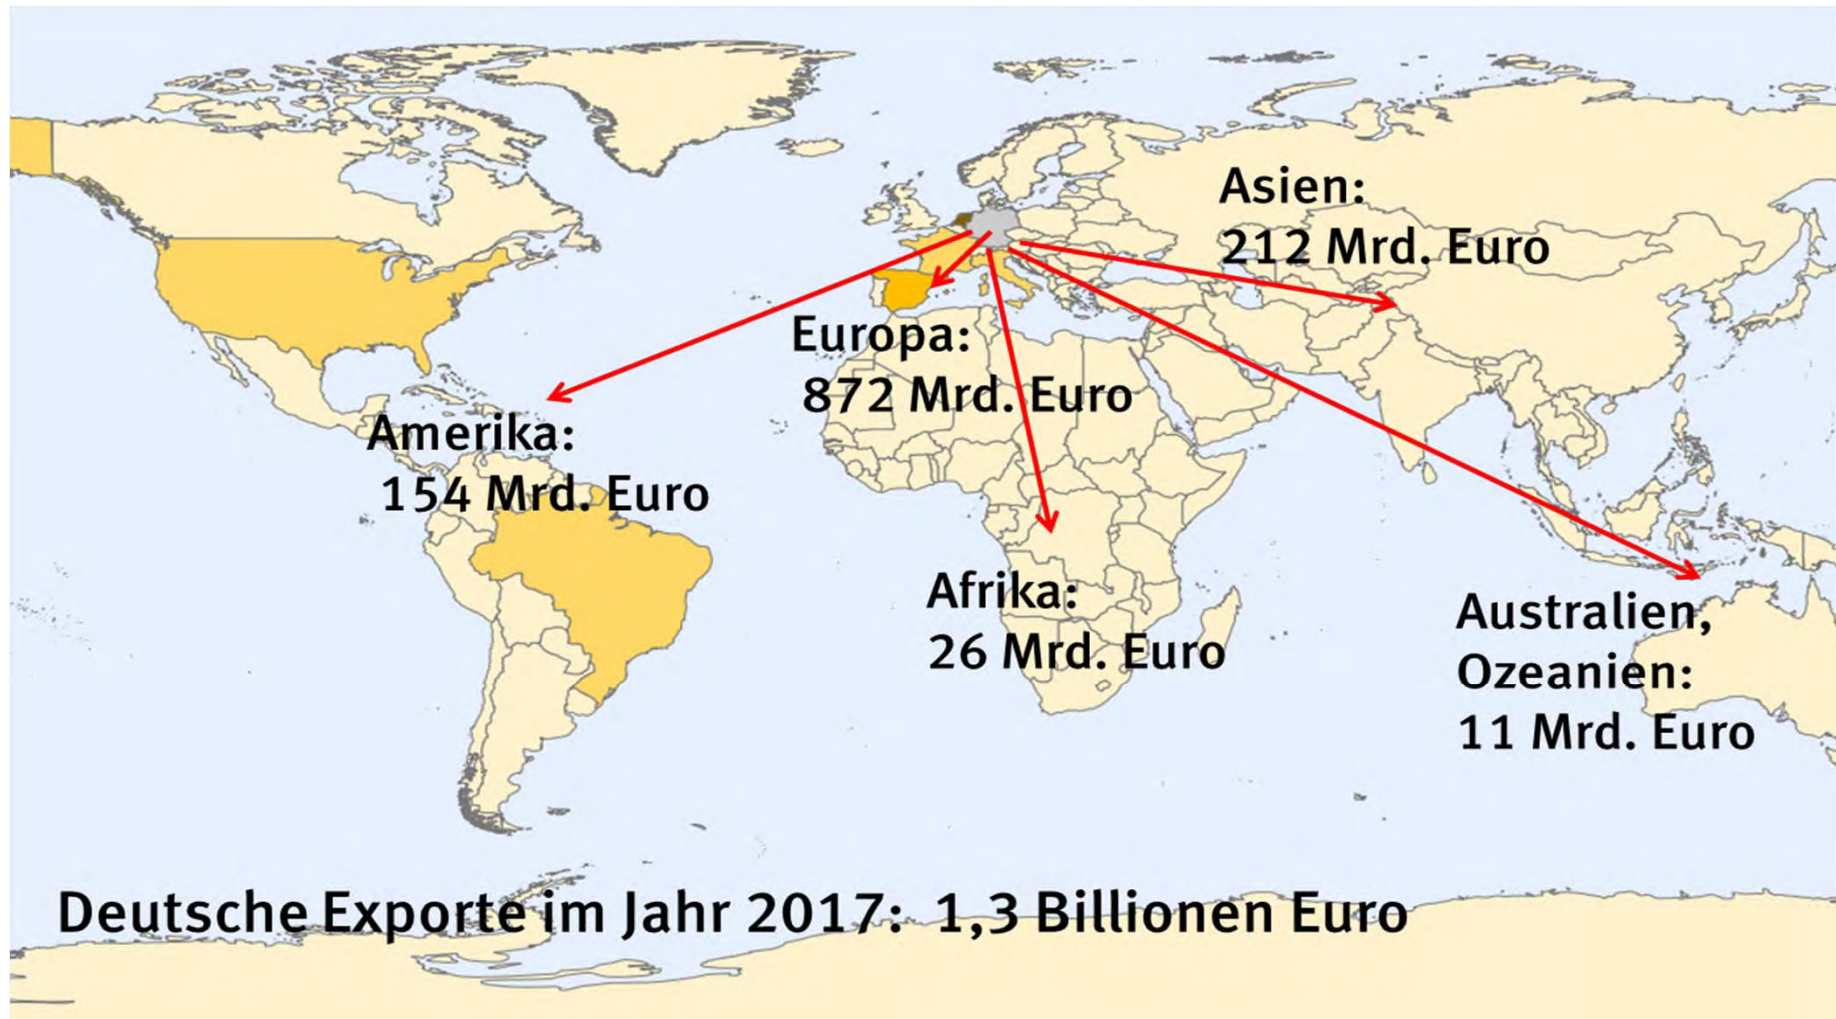 Asien:
212 Mrd. Euro
Europa:
872 Mrd. Euro
Amerika:
154 Mrd. Euro
Afrika:
26 Mrd. Euro
Australien,
Ozeanien:
11 Mrd. Euro
Deutsche Exporte im Jahr 2017: 1,3 Billionen Euro